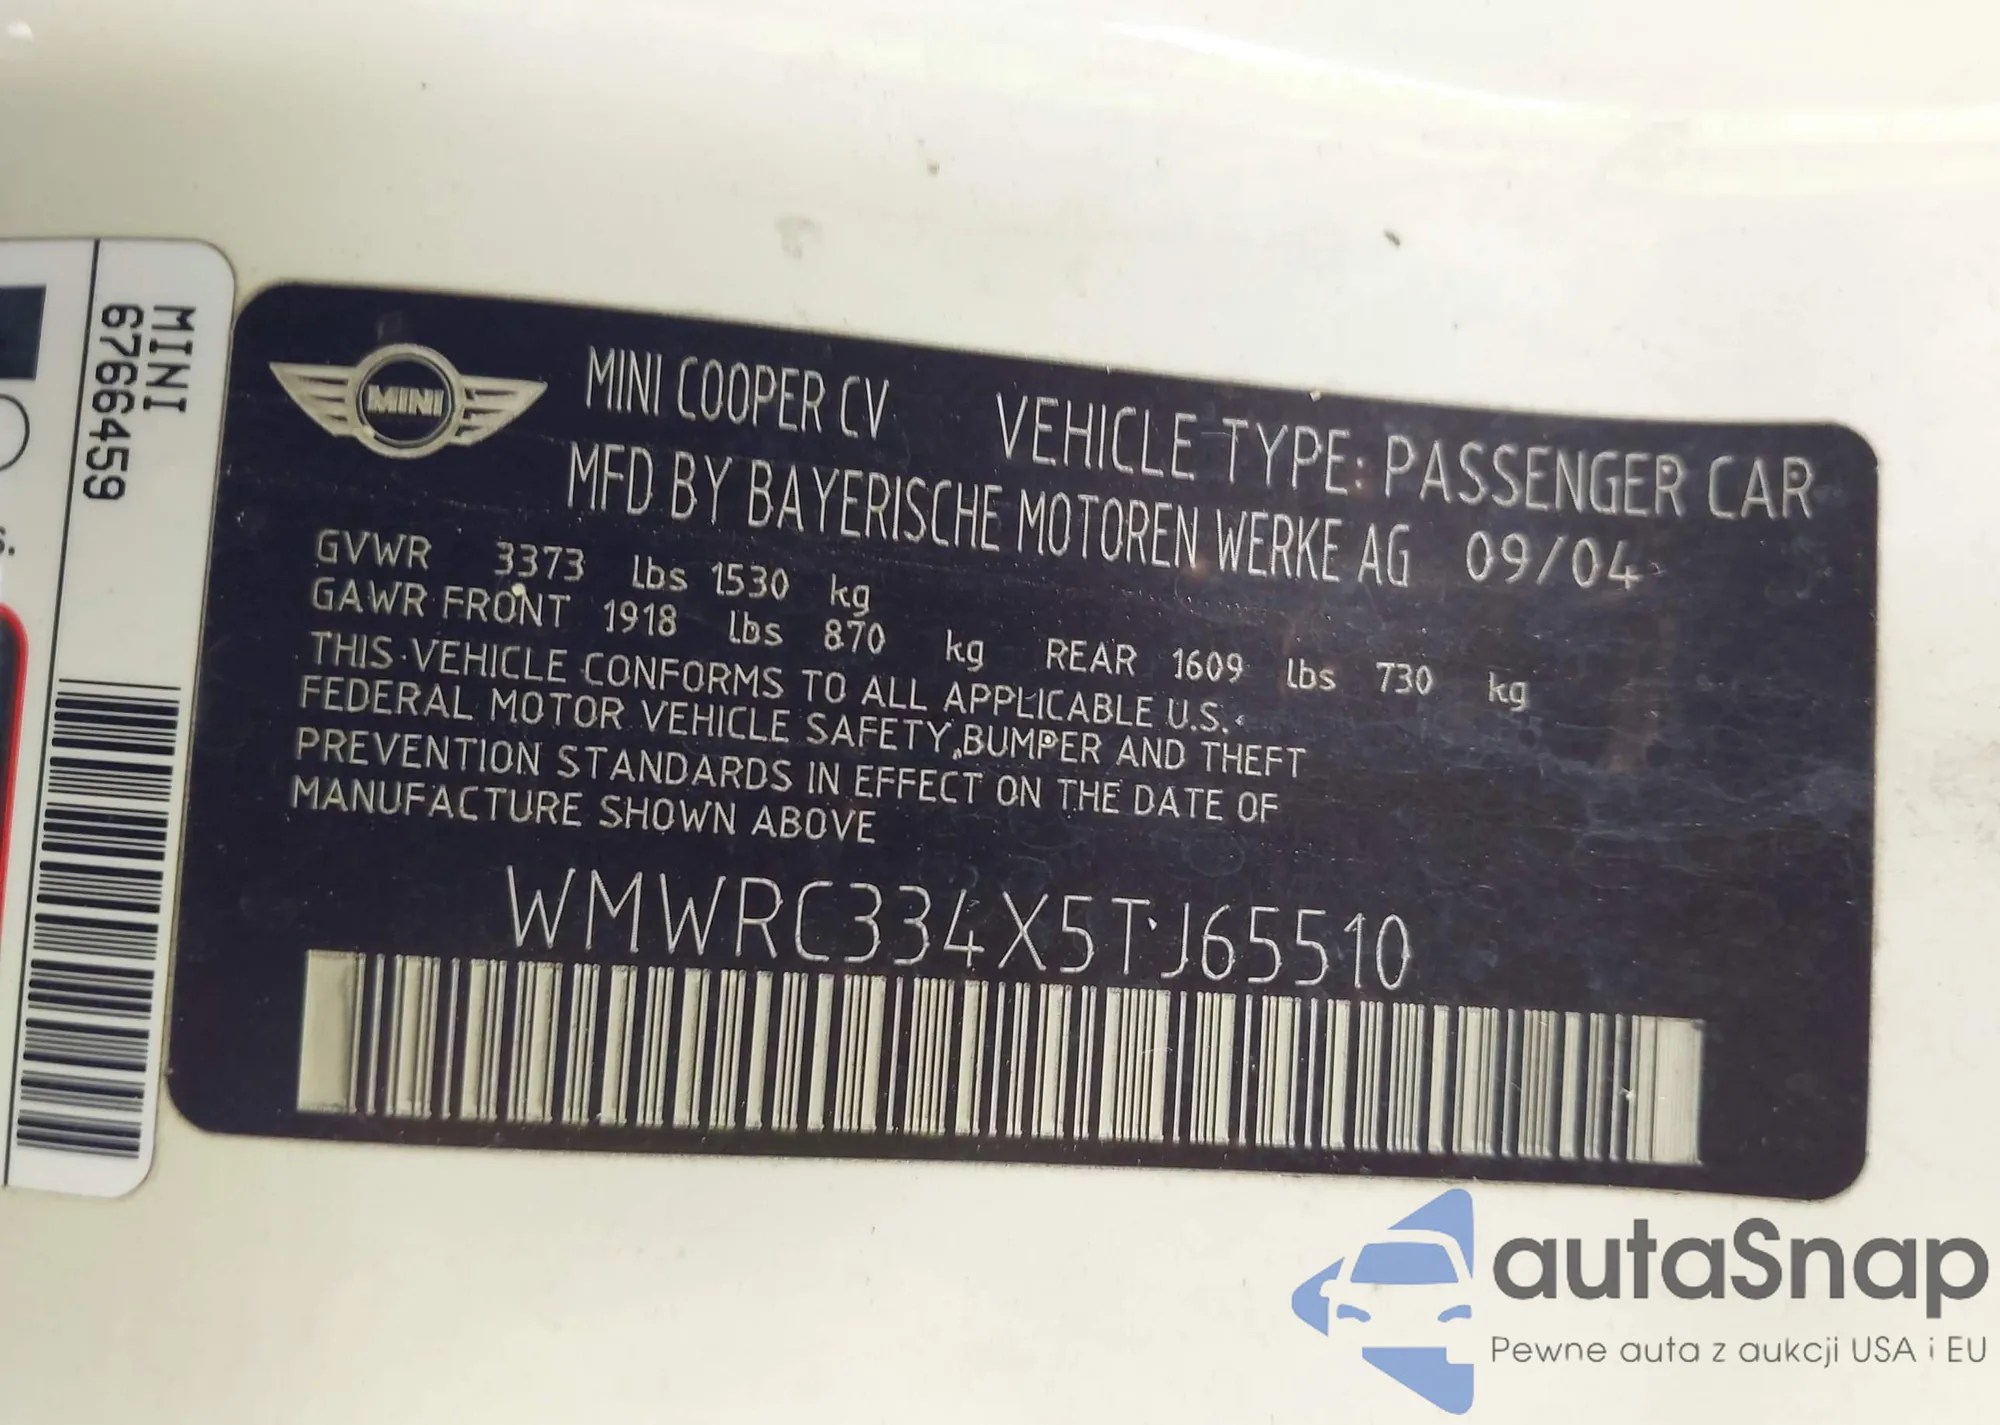 MINI
6766459
s.
MINI
MINI COOPER CV VEHICLE TYPE: PASSENGER CAR
MFD BY BAYERISCHE MOTOREN WERKE AG 09/04
GVWR 3373 lbs 1530 kg
GAWR FRONT 1918 lbs 870 kg REAR 1609 lbs 730 kg
THIS VEHICLE CONFORMS TO ALL APPLICABLE U.S.
FEDERAL MOTOR VEHICLE SAFETY, BUMPER AND THEFT
PREVENTION STANDARDS IN EFFECT ON THE DATE OF
MANUFACTURE SHOWN ABOVE
WMWRC334X5TJ65510
autaSnap
Pewne auta z aukcji USA i EU